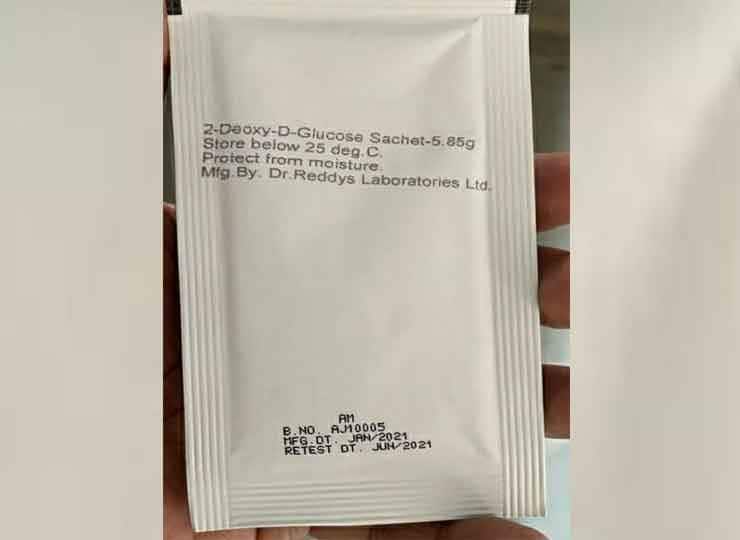 2-Deoxy-D-Glucose Sachet-5.85g
Store below 25 deg.C.
Protect from moisture.
Mfg.By. Dr.Reddys Laboratories Ltd.
AM
B.NO. AJ10005
MFG.DT. JAN/2021
RETEST DT. JUN/2021